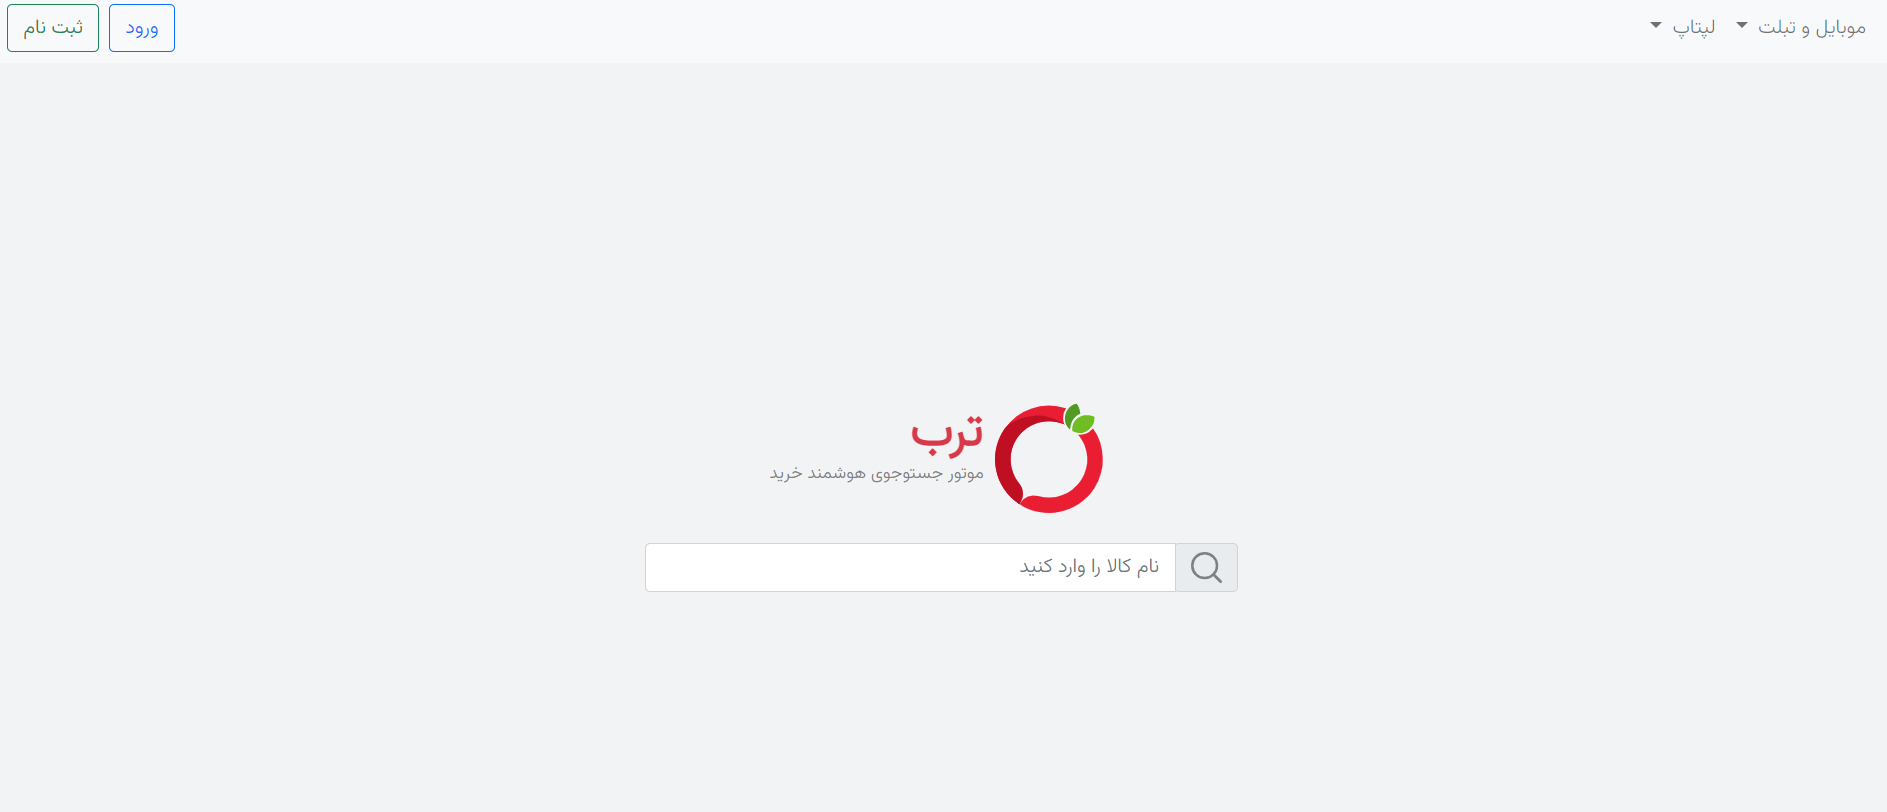 موبایل و تبلت
لپتاپ
ورود
ثبت نام
ترب
موتور جستوجوی هوشمند خرید
نام کالا را وارد کنید